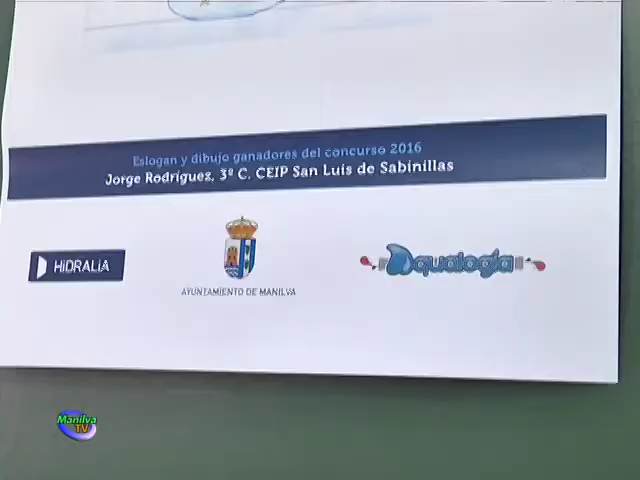 Eslogan y dibujo ganadores del concurso 2016
Jorge Rodríguez, 3º C. CEIP San Luis de Sabinillas
HIDRALIA
AYUNTAMIENTO DE MANILVA
Aqualogía
Manilva
TV